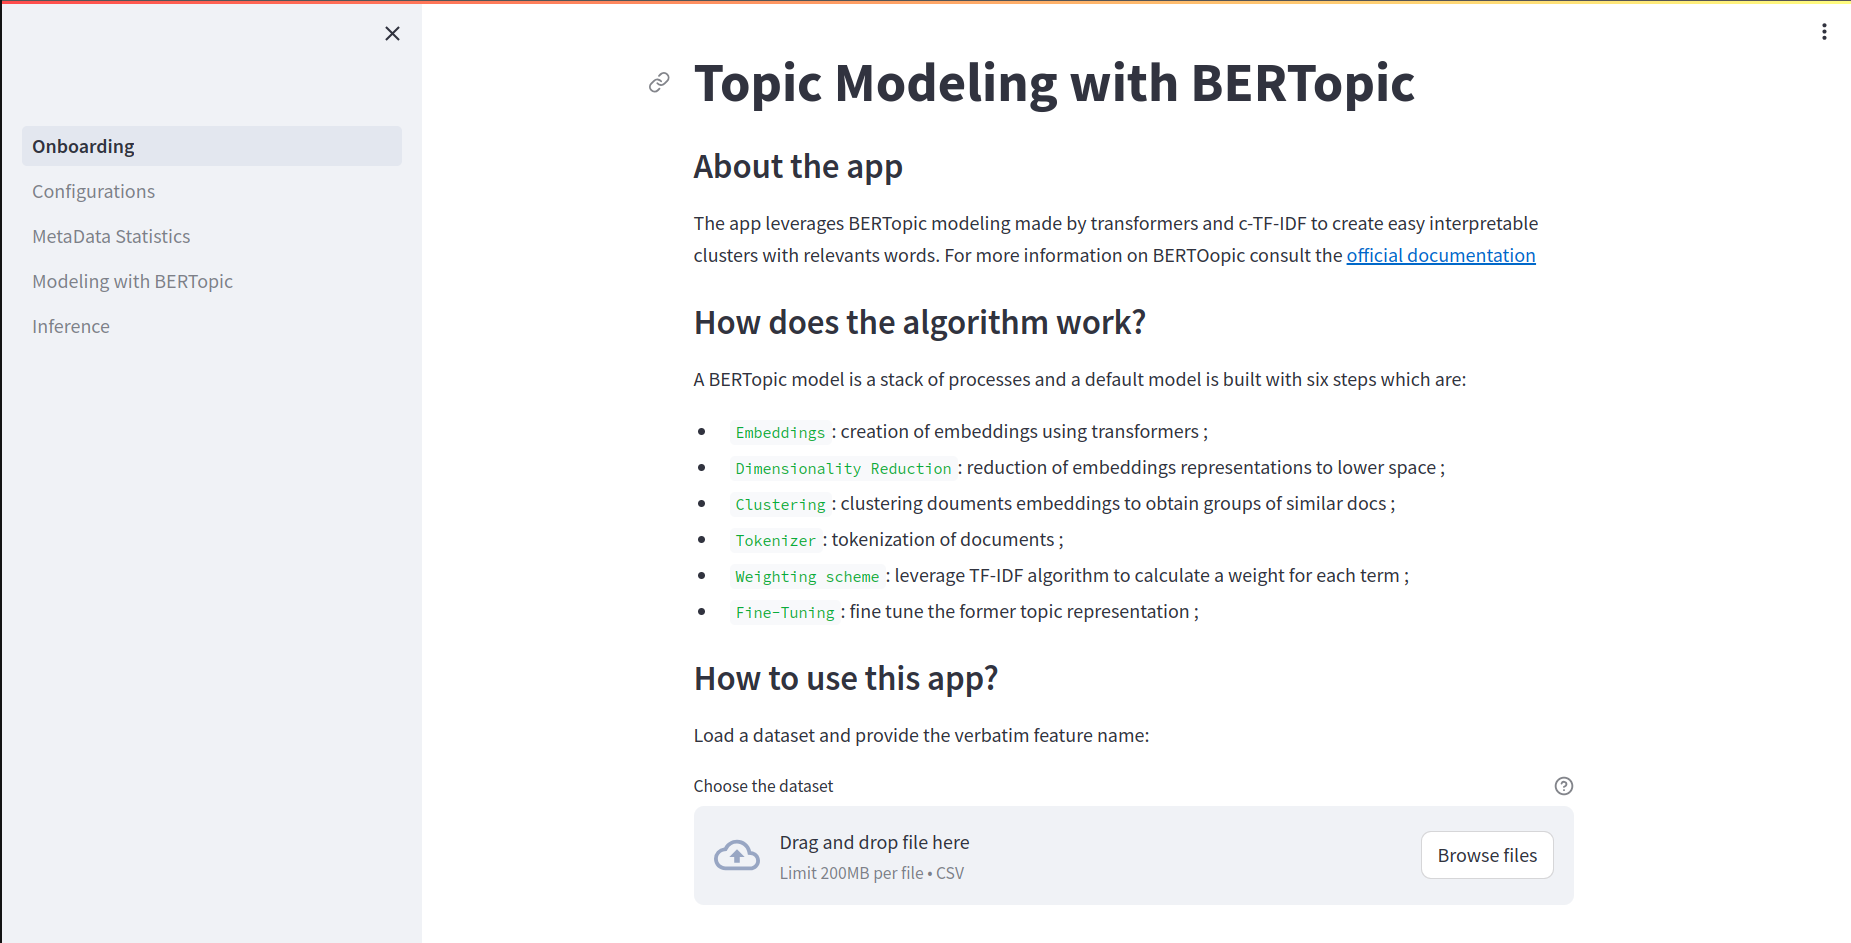 Onboarding
Configurations
MetaData Statistics
Modeling with BERTopic
Inference
Topic Modeling with BERTopic
About the app
The app leverages BERTopic modeling made by transformers and c-TF-IDF to create easy interpretable
clusters with relevants words. For more information on BERTOopic consult the official documentation
How does the algorithm work?
A BERTopic model is a stack of processes and a default model is built with six steps which are:
• Embeddings : creation of embeddings using transformers ;
• Dimensionality Reduction : reduction of embeddings representations to lower space ;
• Clustering : clustering douments embeddings to obtain groups of similar docs ;
• Tokenizer : tokenization of documents ;
• Weighting scheme : leverage TF-IDF algorithm to calculate a weight for each term ;
• Fine-Tuning : fine tune the former topic representation ;
How to use this app?
Load a dataset and provide the verbatim feature name:
Choose the dataset
Drag and drop file here
Limit 200MB per file • CSV
Browse files